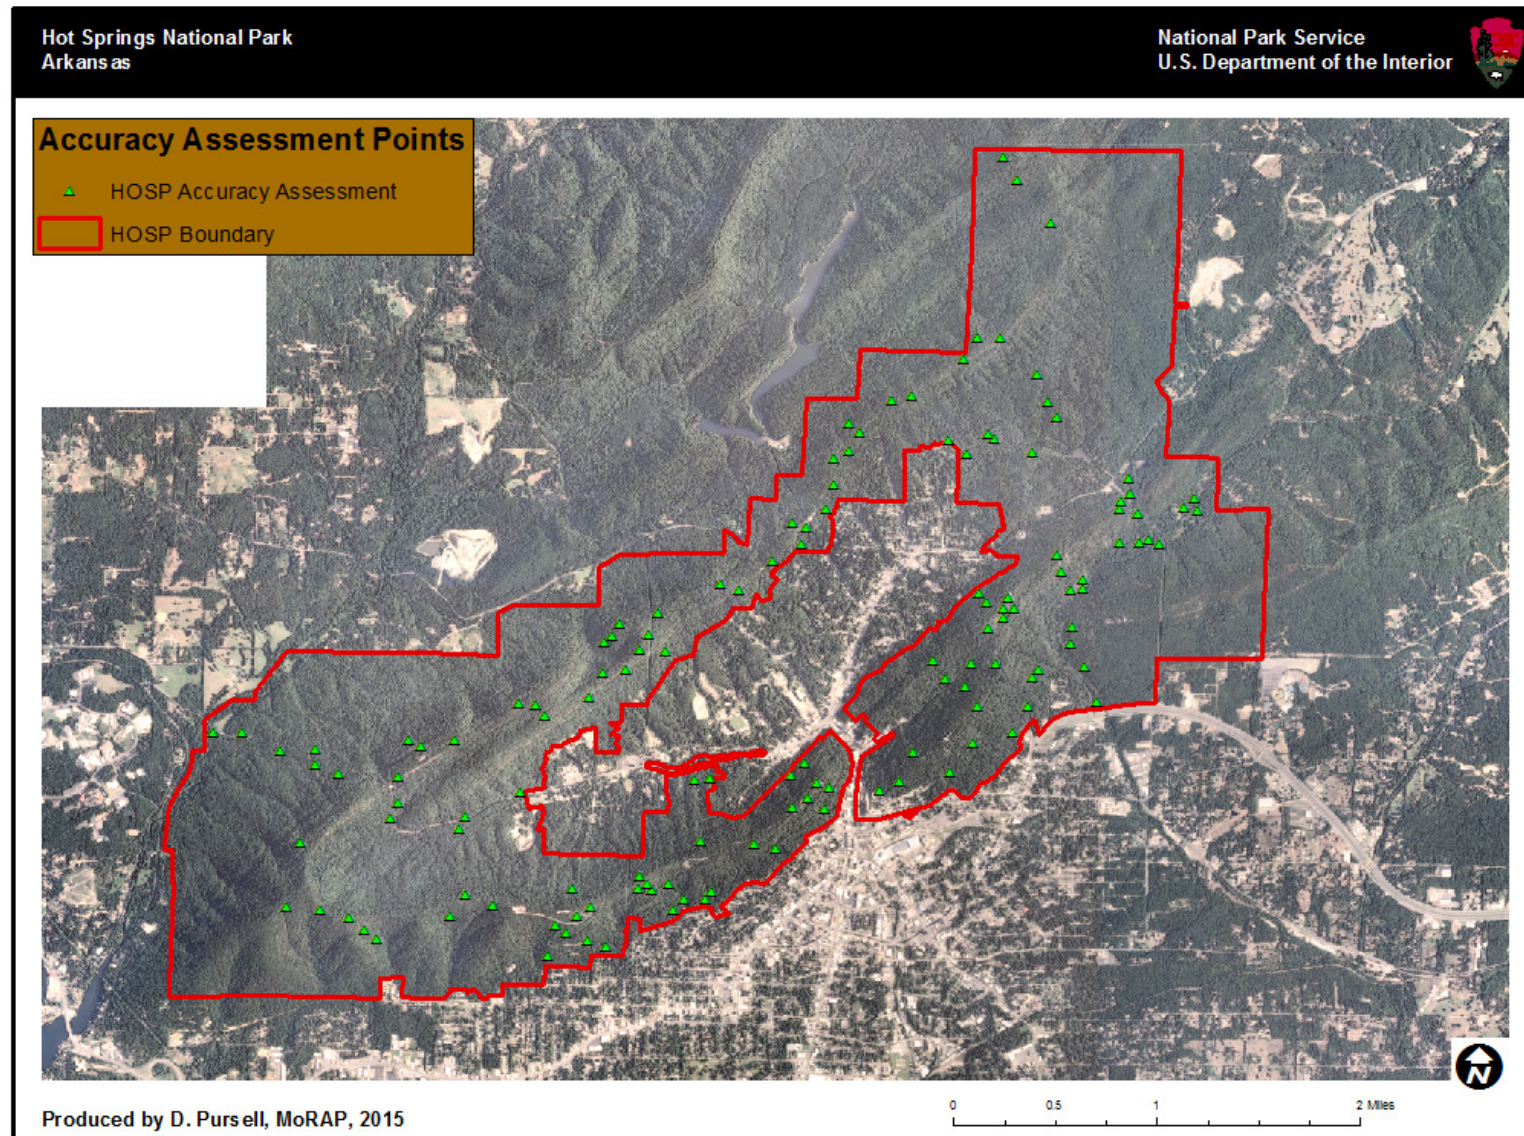 Hot Springs National Park
Arkansas
National Park Service
U.S. Department of the Interior
Accuracy Assessment Points
HOSP Accuracy Assessment
HOSP Boundary
N
Produced by D. Pursell, MoRAP, 2015
0 0.5 1 2 Miles